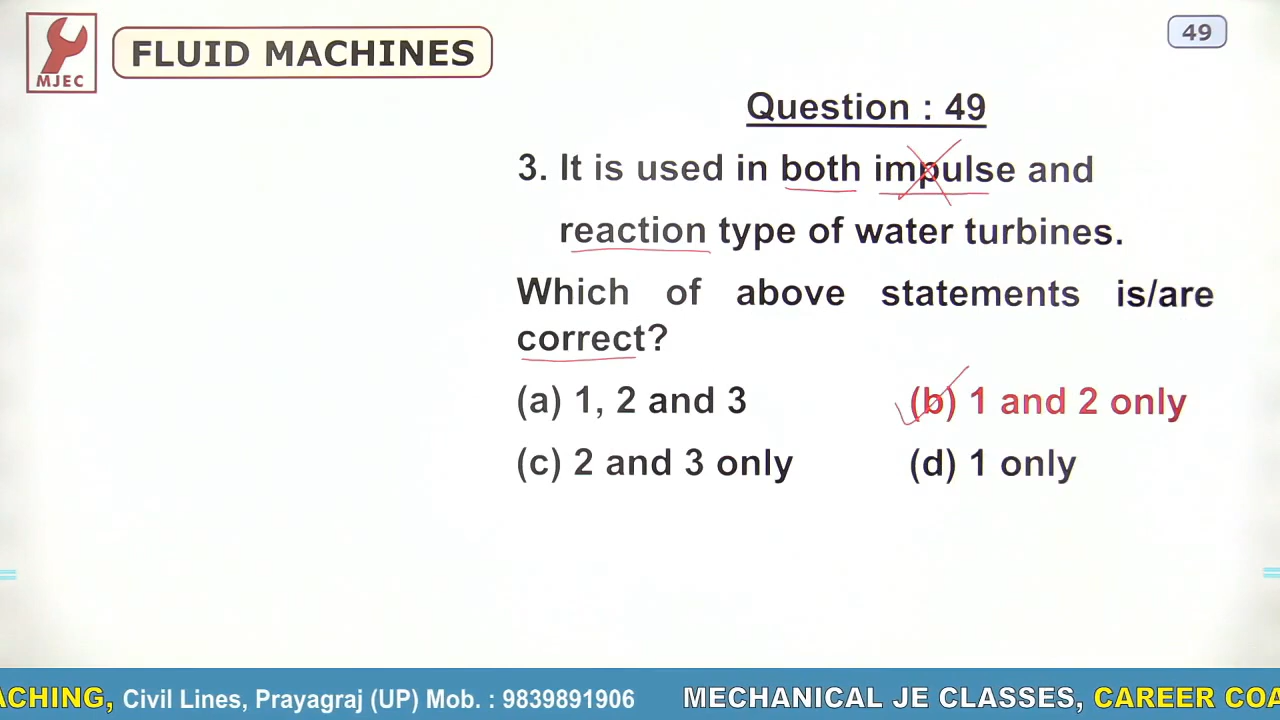 MJEC
FLUID MACHINES
49
Question : 49
3. It is used in both impulse and
reaction type of water turbines.
Which of above statements is/are
correct?
(a) 1, 2 and 3 (b) 1 and 2 only
(c) 2 and 3 only (d) 1 only
ACHING, Civil Lines, Prayagraj (UP) Mob. : 9839891906 MECHANICAL JE CLASSES, CAREER COA